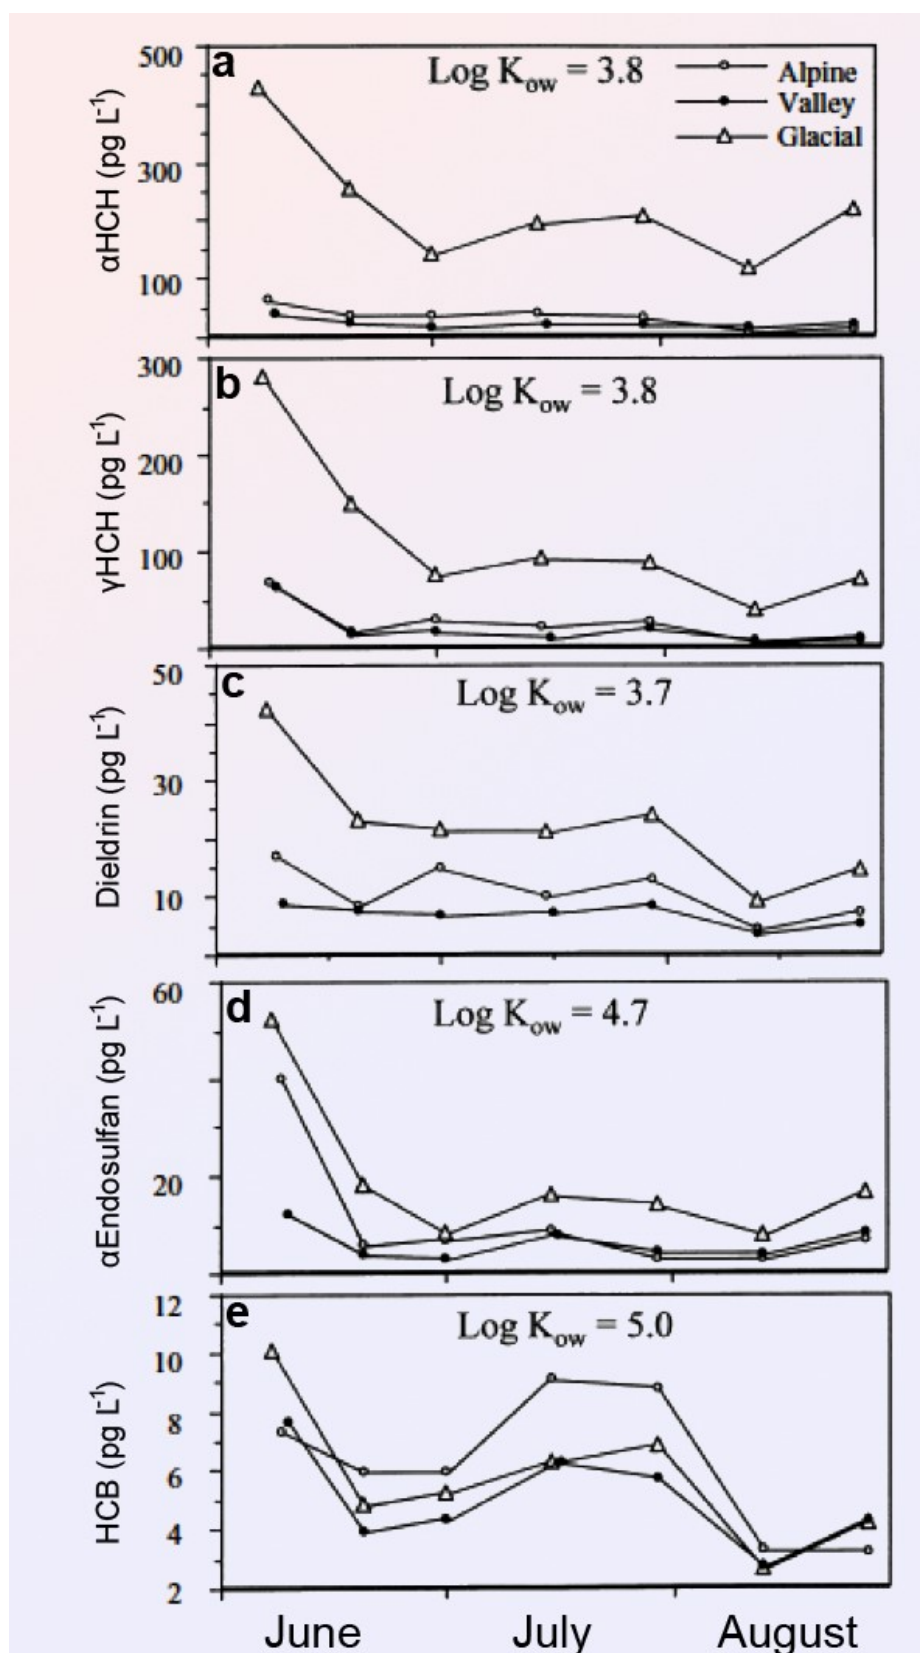 a
Log Kow = 3.8
Alpine
Valley
Glacial
αHCH (pg L-1)
500
300
100
b
Log Kow = 3.8
γHCH (pg L-1)
300
200
100
c
Log Kow = 3.7
Dieldrin (pg L-1)
50
30
10
d
Log Kow = 4.7
αEndosulfan (pg L-1)
60
20
e
Log Kow = 5.0
HCB (pg L-1)
12
10
8
6
4
2
June July August